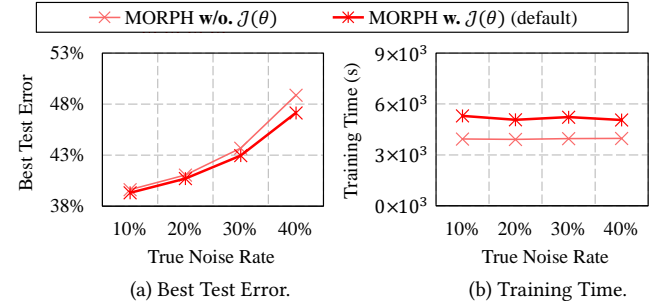 MORPH w/o. 𝒥(θ) MORPH w. 𝒥(θ) (default)
53%
48%
43%
38%
Best Test Error
10% 20% 30% 40%
True Noise Rate
(a) Best Test Error.
9×10³
6×10³
3×10³
0×10³
Training Time (s)
10% 20% 30% 40%
True Noise Rate
(b) Training Time.